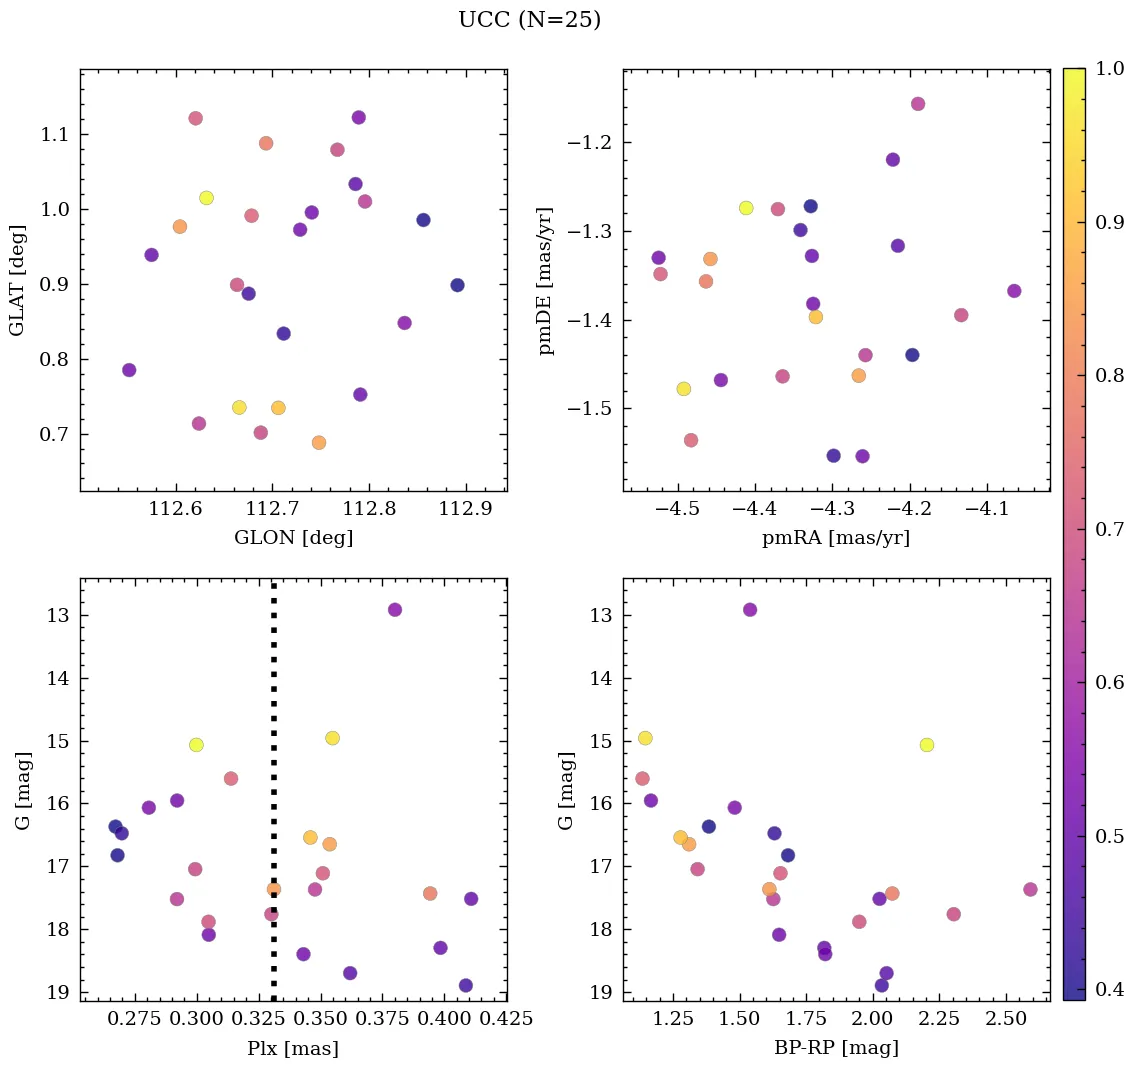 UCC (N=25)
1.1
1.0
0.9
0.8
0.7
GLAT [deg]
112.6 112.7 112.8 112.9
GLON [deg]
−1.2
−1.3
−1.4
−1.5
pmDE [mas/yr]
−4.5 −4.4 −4.3 −4.2 −4.1
pmRA [mas/yr]
13
14
15
16
17
18
19
G [mag]
0.275 0.300 0.325 0.350 0.375 0.400 0.425
Plx [mas]
13
14
15
16
17
18
19
G [mag]
1.25 1.50 1.75 2.00 2.25 2.50
BP-RP [mag]
1.0
0.9
0.8
0.7
0.6
0.5
0.4